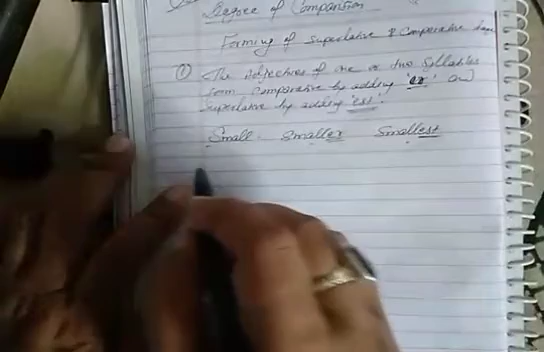 Degree of Comparison
Forming of Superlative & Comparative
① The Adjectives of one or two Syllables
form Comparative by adding 'er' and
Superlative by adding 'est'.
Small. Smaller Smallest